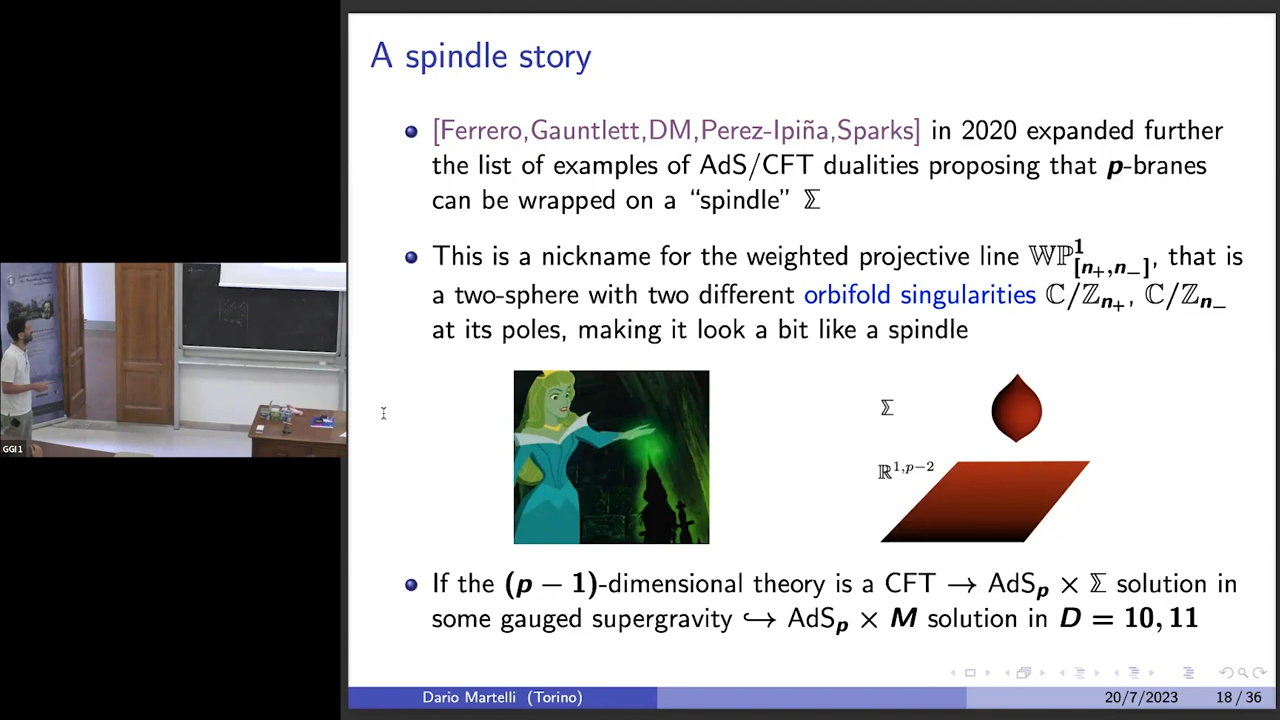 A spindle story
[Ferrero,Gauntlett,DM,Perez-Ipiña,Sparks] in 2020 expanded further
the list of examples of AdS/CFT dualities proposing that p-branes
can be wrapped on a “spindle” Σ
This is a nickname for the weighted projective line 𝕎ℙ¹[n₊,n₋], that is
a two-sphere with two different orbifold singularities ℂ/ℤn₊, ℂ/ℤn₋
at its poles, making it look a bit like a spindle
Σ
ℝ^{1,p−2}
If the (p − 1)-dimensional theory is a CFT → AdSₚ × Σ solution in
some gauged supergravity ↪ AdSₚ × M solution in D = 10, 11
GGI 1
Dario Martelli (Torino) 20/7/2023 18 / 36